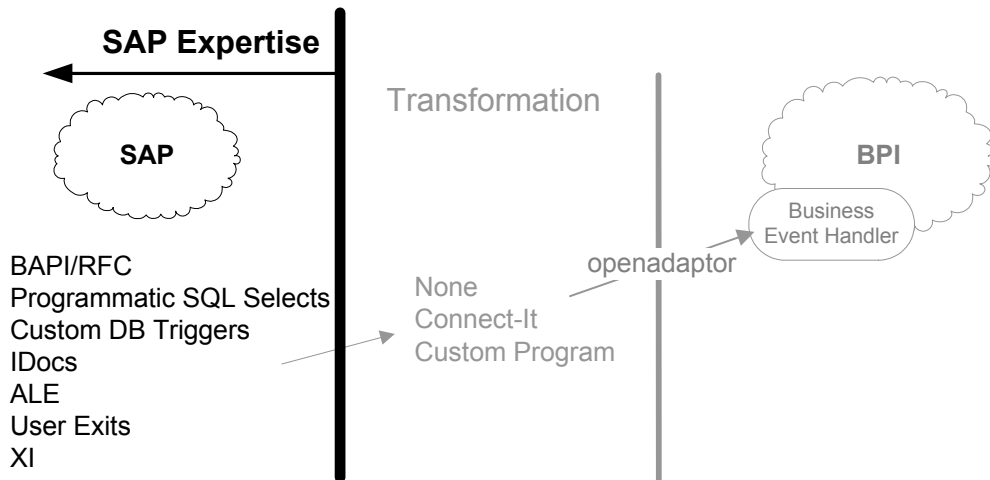 SAP Expertise
SAP
BAPI/RFC
Programmatic SQL Selects
Custom DB Triggers
IDocs
ALE
User Exits
XI
Transformation
None
Connect-It
Custom Program
openadaptor
BPI
Business
Event Handler